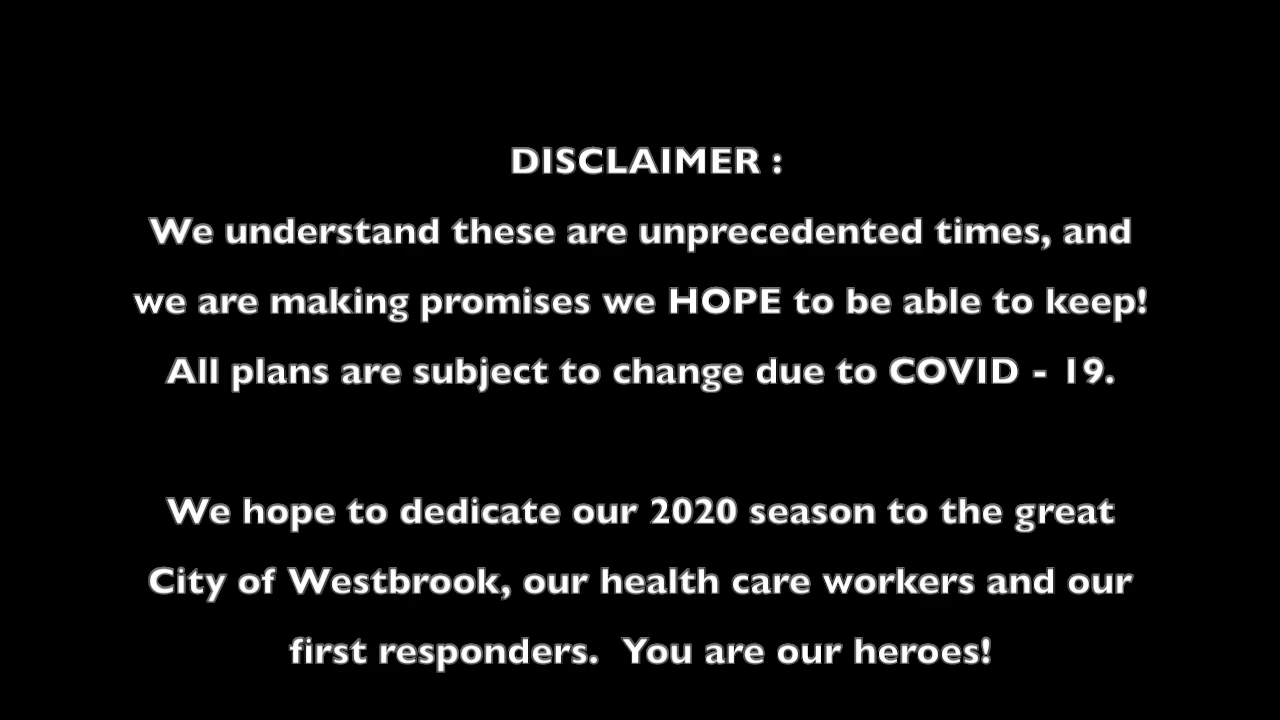 DISCLAIMER :
We understand these are unprecedented times, and
we are making promises we HOPE to be able to keep!
All plans are subject to change due to COVID - 19.
We hope to dedicate our 2020 season to the great
City of Westbrook, our health care workers and our
first responders.  You are our heroes!